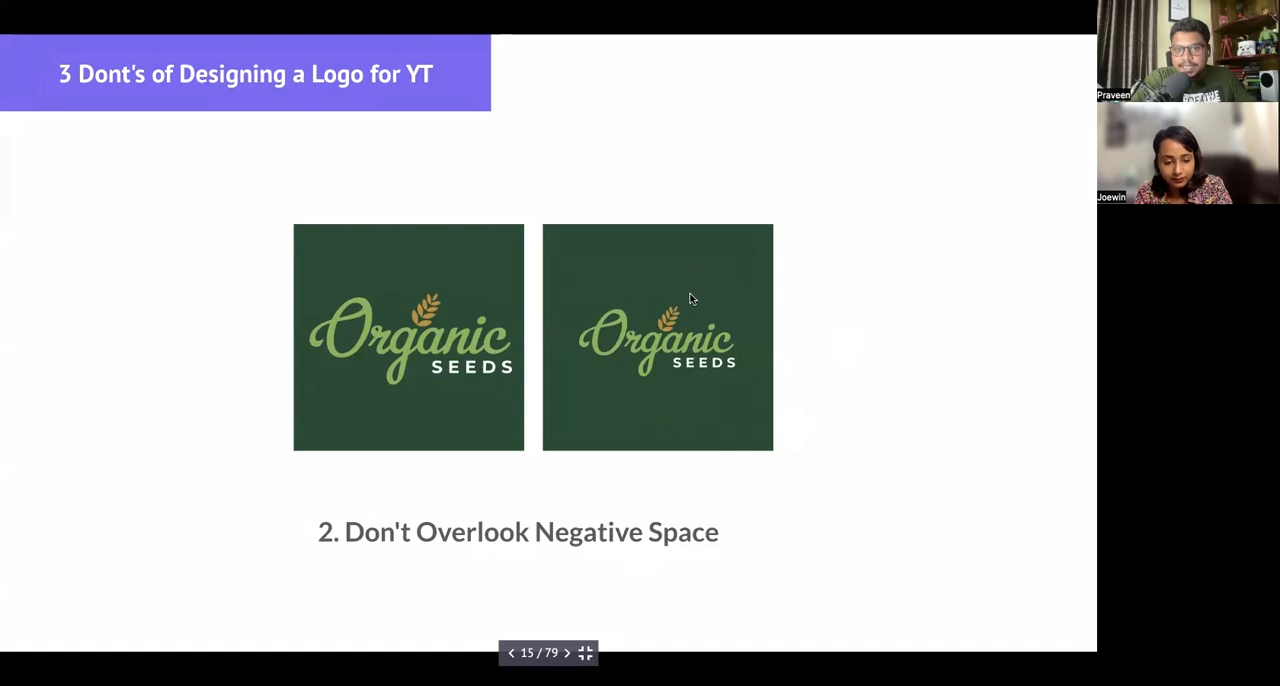 3 Dont's of Designing a Logo for YT
Praveen
Joewin
Organic
SEEDS
Organic
SEEDS
2. Don't Overlook Negative Space
15 / 79